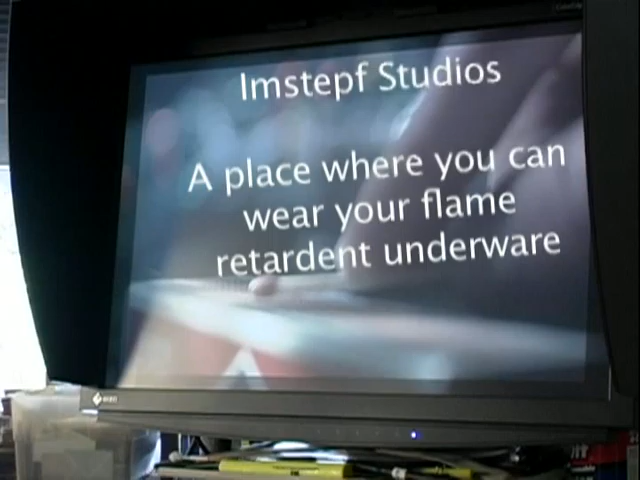 Imstepf Studios
A place where you can
wear your flame
retardent underware